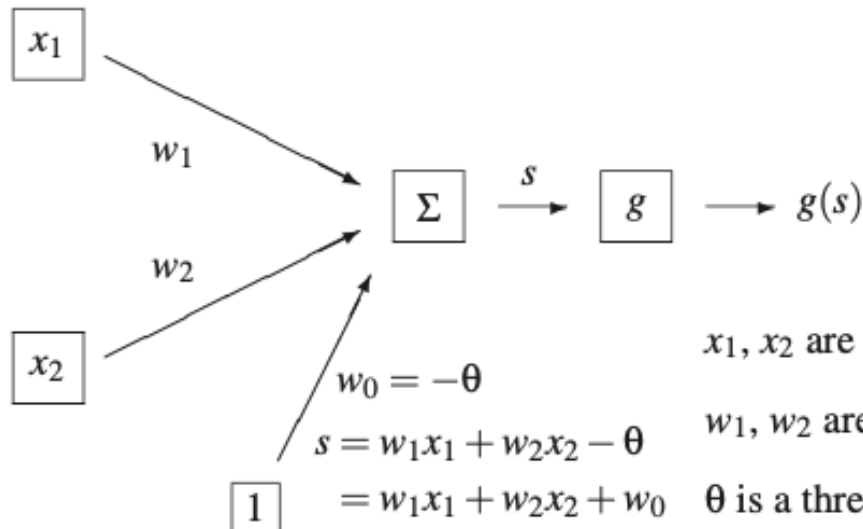 x₁
w₁
Σ
s
g
g(s)
w₂
x₂
x₁, x₂ are
w₀ = −θ
w₁, w₂ are
s = w₁x₁ + w₂x₂ − θ
1
= w₁x₁ + w₂x₂ + w₀
θ is a thre